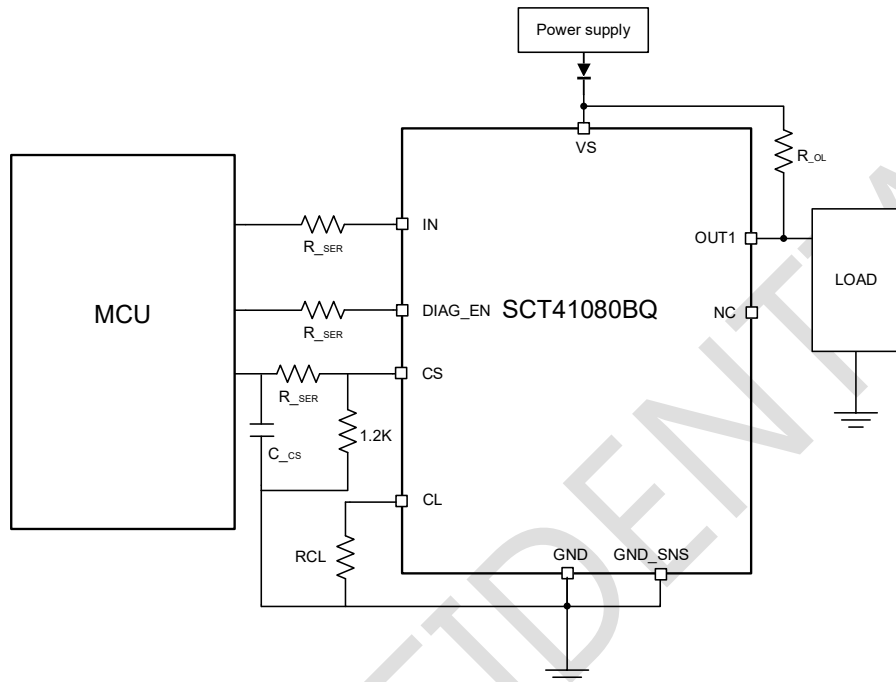 Power supply
VS
R_OL
IN
R_SER
OUT1
LOAD
MCU
DIAG_EN
SCT41080BQ
NC
R_SER
CS
R_SER
1.2K
C_CS
CL
RCL
GND
GND_SNS